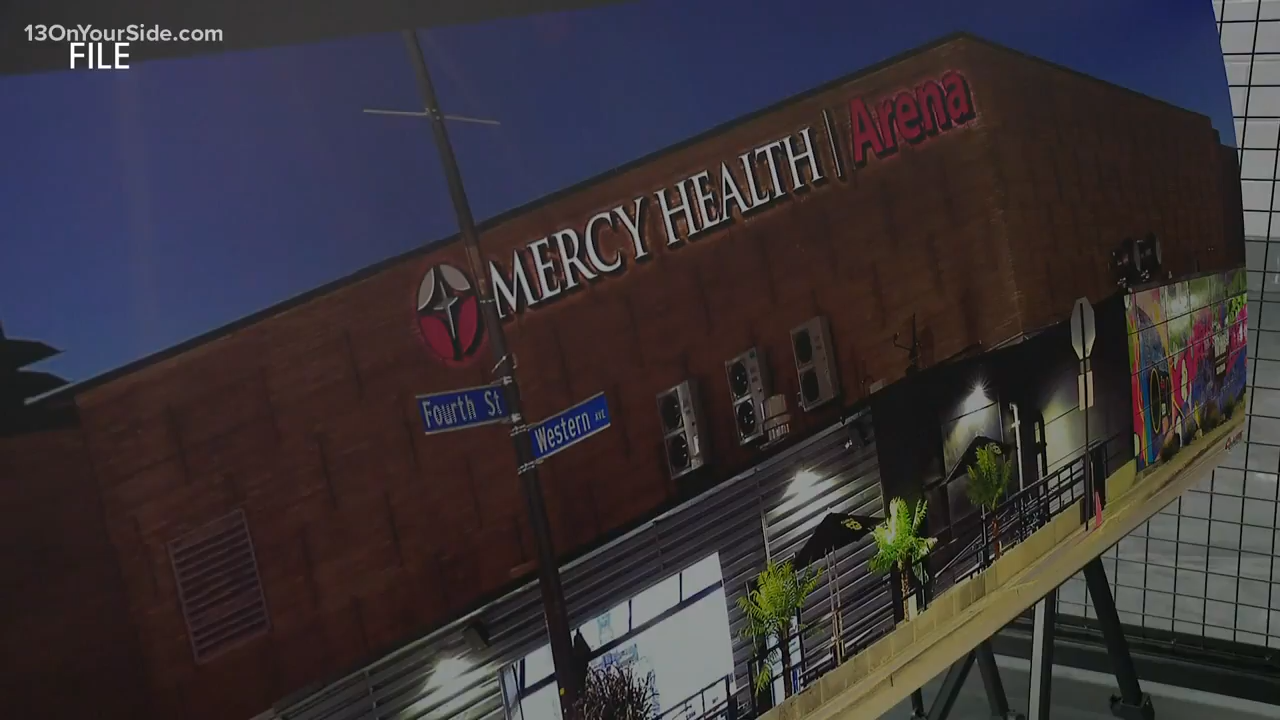 13OnYourSide.com
FILE
MERCY HEALTH | Arena
Fourth St
Western AVE